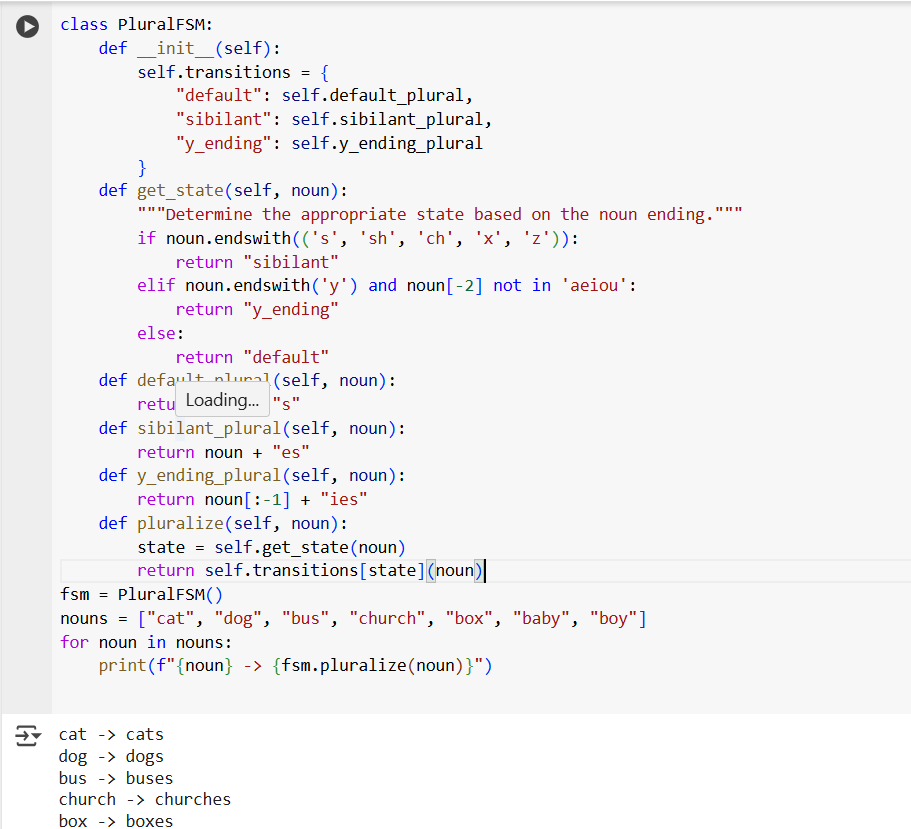 class PluralFSM:
    def __init__(self):
        self.transitions = {
            "default": self.default_plural,
            "sibilant": self.sibilant_plural,
            "y_ending": self.y_ending_plural
        }
    def get_state(self, noun):
        """Determine the appropriate state based on the noun ending."""
        if noun.endswith(('s', 'sh', 'ch', 'x', 'z')):
            return "sibilant"
        elif noun.endswith('y') and noun[-2] not in 'aeiou':
            return "y_ending"
        else:
            return "default"
    def default_plural(self, noun):
        retu Loading... "s"
    def sibilant_plural(self, noun):
        return noun + "es"
    def y_ending_plural(self, noun):
        return noun[:-1] + "ies"
    def pluralize(self, noun):
        state = self.get_state(noun)
        return self.transitions[state](noun)
fsm = PluralFSM()
nouns = ["cat", "dog", "bus", "church", "box", "baby", "boy"]
for noun in nouns:
    print(f"{noun} -> {fsm.pluralize(noun)}")
cat -> cats
dog -> dogs
bus -> buses
church -> churches
box -> boxes